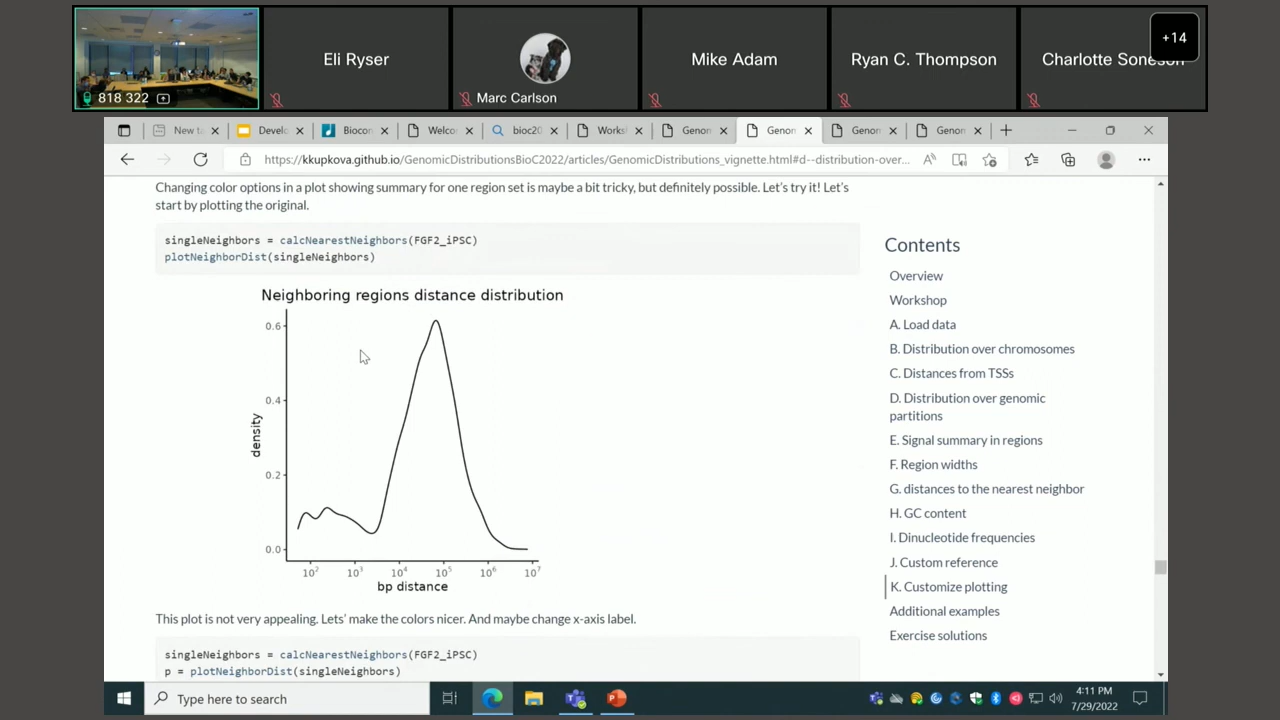 818 322
Eli Ryser
Marc Carlson
Mike Adam
Ryan C. Thompson
Charlotte Soneson
+14
New t
Develo
Biocon
Welco
bioc20
Worksh
Genom
Genom
Genom
Genom
https://kkupkova.github.io/GenomicDistributionsBioC2022/articles/GenomicDistributions_vignette.html#d--distribution-over...
Changing color options in a plot showing summary for one region set is maybe a bit tricky, but definitely possible. Let's try it! Let's
start by plotting the original.
singleNeighbors = calcNearestNeighbors(FGF2_iPSC)
plotNeighborDist(singleNeighbors)
Neighboring regions distance distribution
0.6
0.4
0.2
0.0
density
10² 10³ 10⁴ 10⁵ 10⁶ 10⁷
bp distance
This plot is not very appealing. Lets' make the colors nicer. And maybe change x-axis label.
singleNeighbors = calcNearestNeighbors(FGF2_iPSC)
p = plotNeighborDist(singleNeighbors)
Contents
Overview
Workshop
A. Load data
B. Distribution over chromosomes
C. Distances from TSSs
D. Distribution over genomic
partitions
E. Signal summary in regions
F. Region widths
G. distances to the nearest neighbor
H. GC content
I. Dinucleotide frequencies
J. Custom reference
K. Customize plotting
Additional examples
Exercise solutions
Type here to search
4:11 PM
7/29/2022